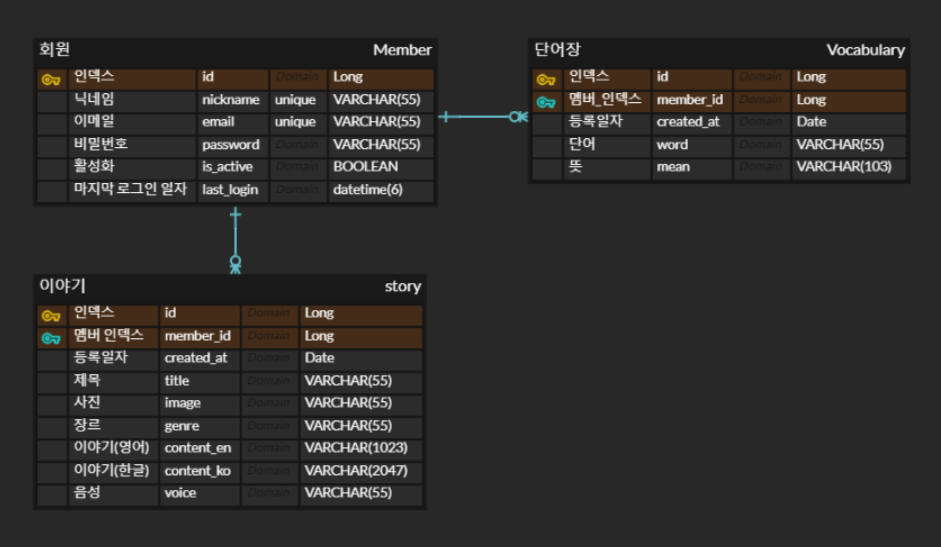 회원 Member
인덱스 id Domain Long
닉네임 nickname unique VARCHAR(55)
이메일 email unique VARCHAR(55)
비밀번호 password Domain VARCHAR(55)
활성화 is_active Domain BOOLEAN
마지막 로그인 일자 last_login Domain datetime(6)
단어장 Vocabulary
인덱스 id Domain Long
멤버_인덱스 member_id Domain Long
등록일자 created_at Domain Date
단어 word Domain VARCHAR(55)
뜻 mean Domain VARCHAR(103)
이야기 story
인덱스 id Domain Long
멤버 인덱스 member_id Domain Long
등록일자 created_at Domain Date
제목 title Domain VARCHAR(55)
사진 image Domain VARCHAR(55)
장르 genre Domain VARCHAR(55)
이야기(영어) content_en Domain VARCHAR(1023)
이야기(한글) content_ko Domain VARCHAR(2047)
음성 voice Domain VARCHAR(55)